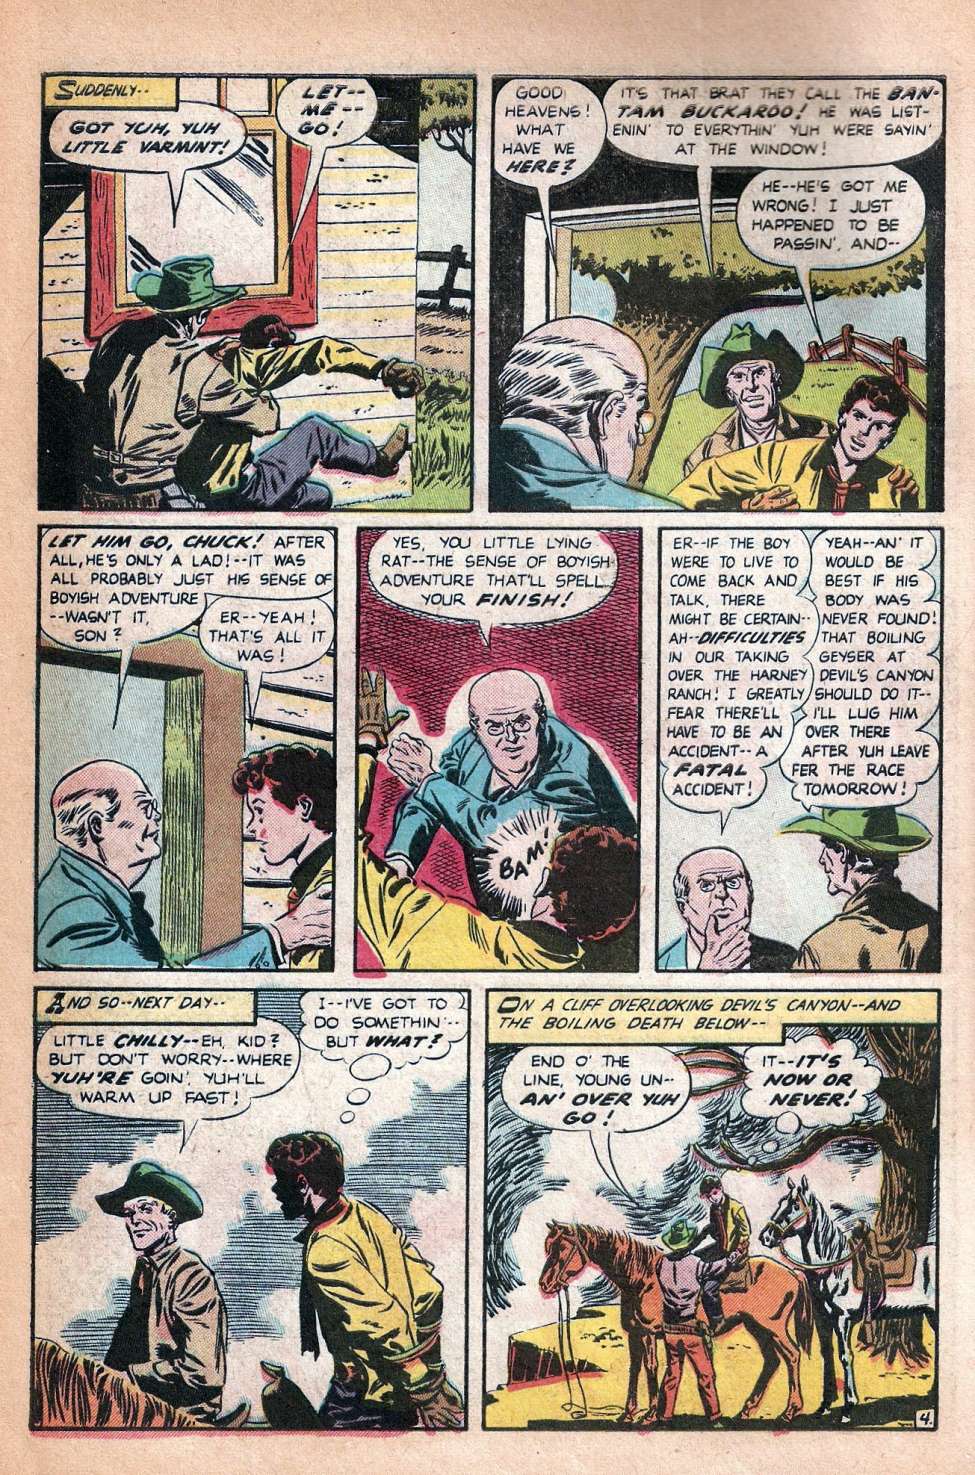 SUDDENLY--
GOT YUH, YUH
LITTLE VARMINT!
LET--
ME--
GO!
GOOD
HEAVENS!
WHAT
HAVE WE
HERE?
IT'S THAT BRAT THEY CALL THE BAN-
TAM BUCKAROO! HE WAS LIST-
ENIN' TO EVERYTHIN' YUH WERE SAYIN'
AT THE WINDOW!
HE--HE'S GOT ME
WRONG! I JUST
HAPPENED TO BE
PASSIN', AND--
LET HIM GO, CHUCK! AFTER
ALL, HE'S ONLY A LAD!--IT WAS
ALL PROBABLY JUST HIS SENSE OF
BOYISH ADVENTURE
--WASN'T IT,
SON?
ER--YEAH!
THAT'S ALL IT
WAS!
YES, YOU LITTLE LYING
RAT--THE SENSE OF BOYISH
ADVENTURE THAT'LL SPELL
YOUR FINISH!
BAM-
ER--IF THE BOY
WERE TO LIVE TO
COME BACK AND
TALK, THERE
MIGHT BE CERTAIN--
AH--DIFFICULTIES
IN OUR TAKING
OVER THE HARNEY
RANCH! I GREATLY
FEAR THERE'LL
HAVE TO BE AN
ACCIDENT--A
FATAL
ACCIDENT!
YEAH--AN' IT
WOULD BE
BEST IF HIS
BODY WAS
NEVER FOUND!
THAT BOILING
GEYSER AT
DEVIL'S CANYON
SHOULD DO IT--
I'LL LUG HIM
OVER THERE
AFTER YUH LEAVE
FER THE RACE
TOMORROW!
AND SO--NEXT DAY--
LITTLE CHILLY--EH, KID?
BUT DON'T WORRY--WHERE
YUH'RE GOIN', YUH'LL
WARM UP FAST!
I--I'VE GOT TO
DO SOMETHIN'--
BUT WHAT?
ON A CLIFF OVERLOOKING DEVIL'S CANYON--AND
THE BOILING DEATH BELOW--
END O' THE
LINE, YOUNG UN--
AN' OVER YUH
GO!
IT--IT'S
NOW OR
NEVER!
4.